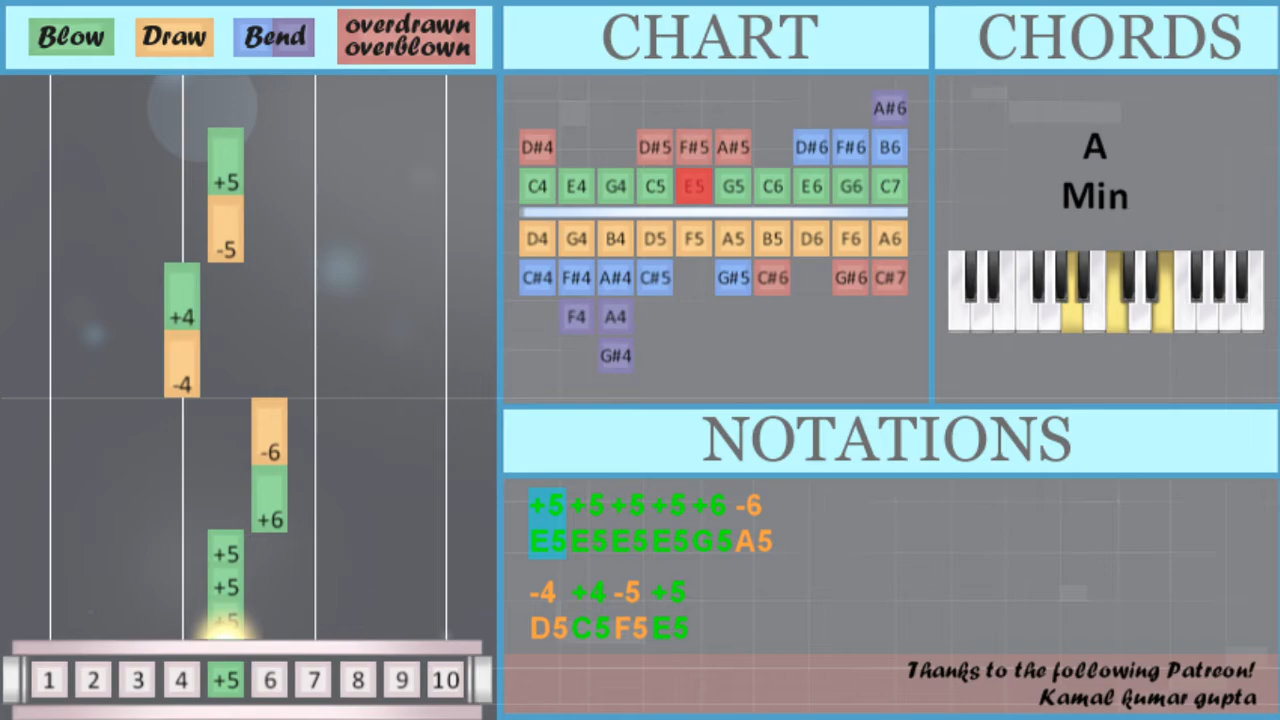 Blow Draw Bend overdrawn
overblown
CHART
CHORDS
+5
-5
+4
-4
-6
+6
+5
+5
+5
1 2 3 4 +5 6 7 8 9 10
A#6
D#4 D#5 F#5 A#5 D#6 F#6 B6
C4 E4 G4 C5 E5 G5 C6 E6 G6 C7
D4 G4 B4 D5 F5 A5 B5 D6 F6 A6
C#4 F#4 A#4 C#5 G#5 C#6 G#6 C#7
F4 A4
G#4
A
Min
NOTATIONS
+5 +5 +5 +5 +6 -6
E5 E5 E5 E5 G5 A5
-4 +4 -5 +5
D5 C5 F5 E5
Thanks to the following Patreon!
Kamal kumar gupta